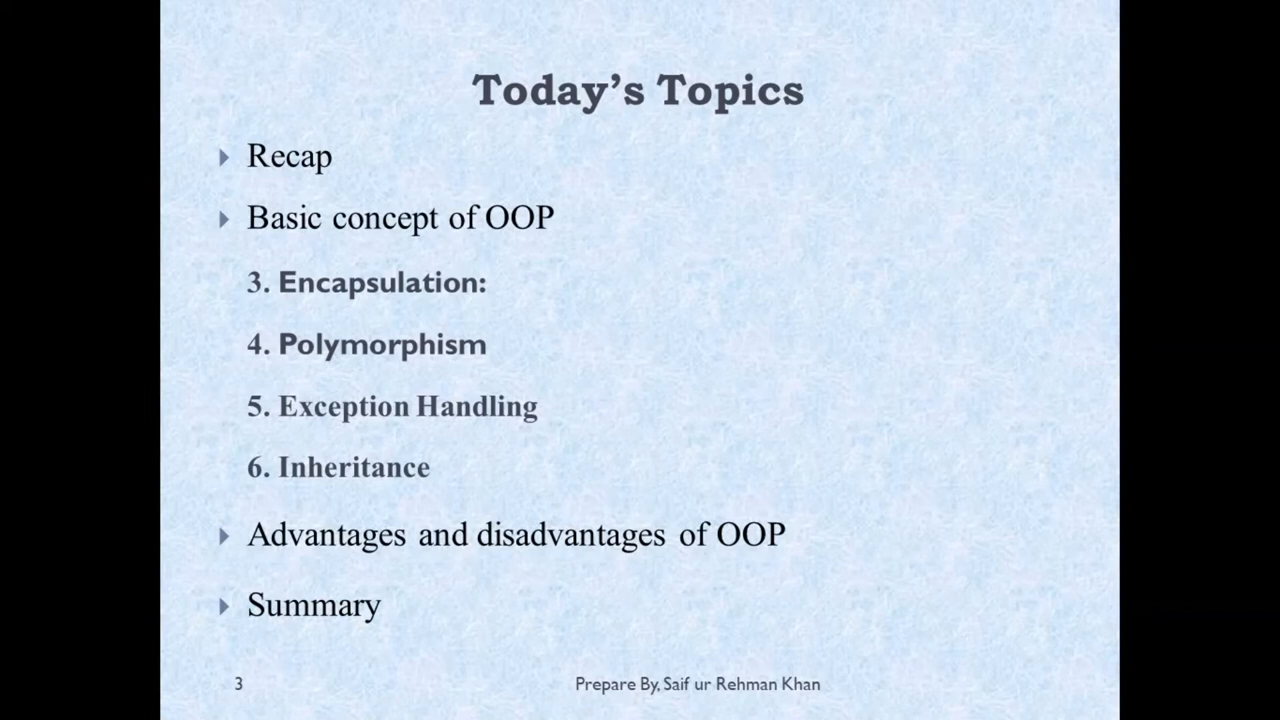 Today's Topics
Recap
Basic concept of OOP
3. Encapsulation:
4. Polymorphism
5. Exception Handling
6. Inheritance
Advantages and disadvantages of OOP
Summary
3
Prepare By, Saif ur Rehman Khan